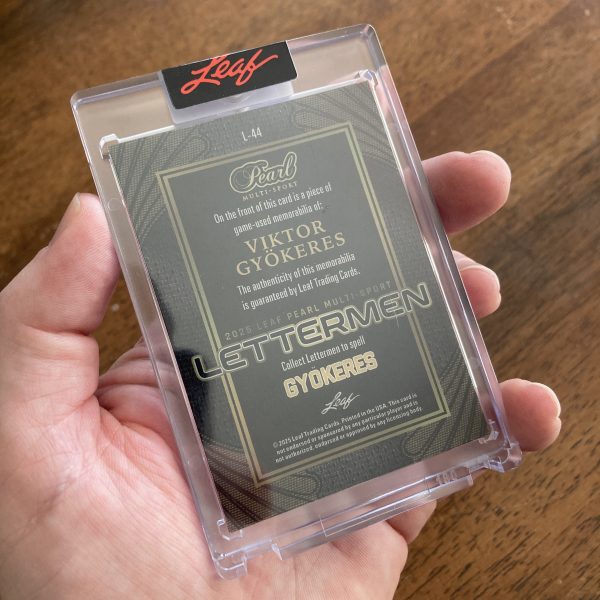 Leaf
L-44
Pearl
MULTI-SPORT
On the front of this card is a piece of
game-used memorabilia of:
VIKTOR
GYÖKERES
The authenticity of this memorabilia
is guaranteed by Leaf Trading Cards.
2025 LEAF PEARL MULTI-SPORT
LETTERMEN
Collect Lettermen to spell
GYÖKERES
Leaf
©2025 Leaf Trading Cards. Printed in the USA. This card is
not endorsed or sponsored by any particular player and is
not authorized, endorsed or approved by any licensing body.